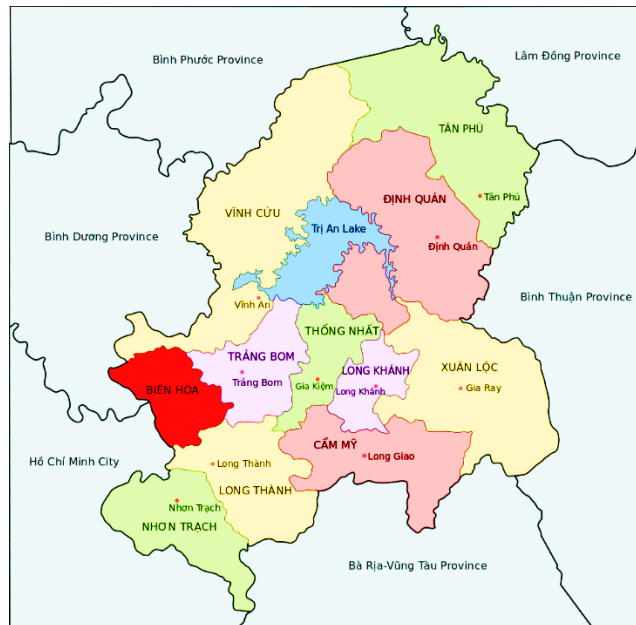 Bình Phước Province
Lâm Đồng Province
TÂN PHÚ
Tân Phú
ĐỊNH QUÁN
VĨNH CỬU
Trị An Lake
Bình Dương Province
Định Quán
Bình Thuận Province
Vĩnh An
THỐNG NHẤT
TRẢNG BOM
XUÂN LỘC
LONG KHÁNH
Trảng Bom
Gia Kiệm
Long Khánh
Gia Ray
BIÊN HÒA
CẨM MỸ
Long Giao
Hồ Chí Minh City
Long Thành
LONG THÀNH
Nhơn Trạch
NHƠN TRẠCH
Bà Rịa-Vũng Tàu Province